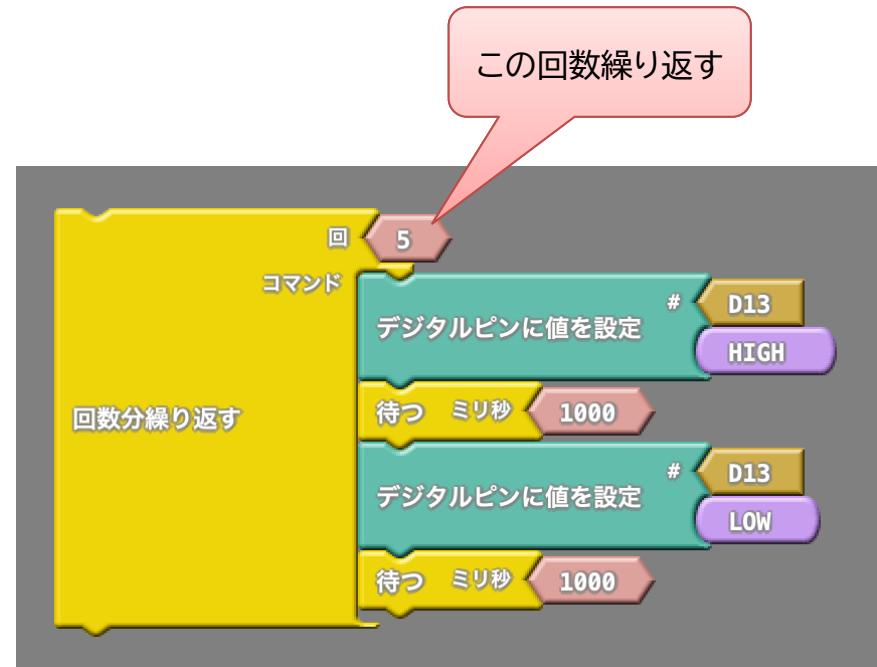 この回数繰り返す
回 5
コマンド
デジタルピンに値を設定 # D13
HIGH
回数分繰り返す
待つ ミリ秒 1000
デジタルピンに値を設定 # D13
LOW
待つ ミリ秒 1000